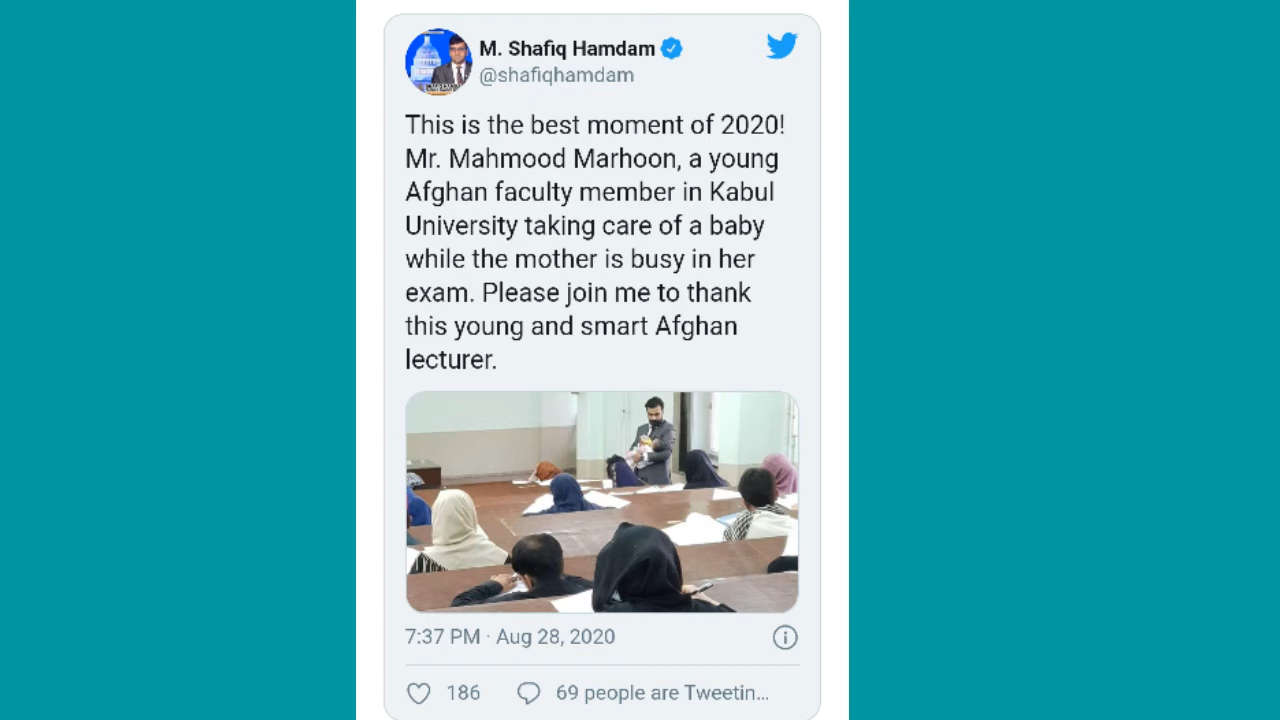 M. Shafiq Hamdam
@shafiqhamdam
This is the best moment of 2020!
Mr. Mahmood Marhoon, a young
Afghan faculty member in Kabul
University taking care of a baby
while the mother is busy in her
exam. Please join me to thank
this young and smart Afghan
lecturer.
7:37 PM · Aug 28, 2020
186
69 people are Tweetin...